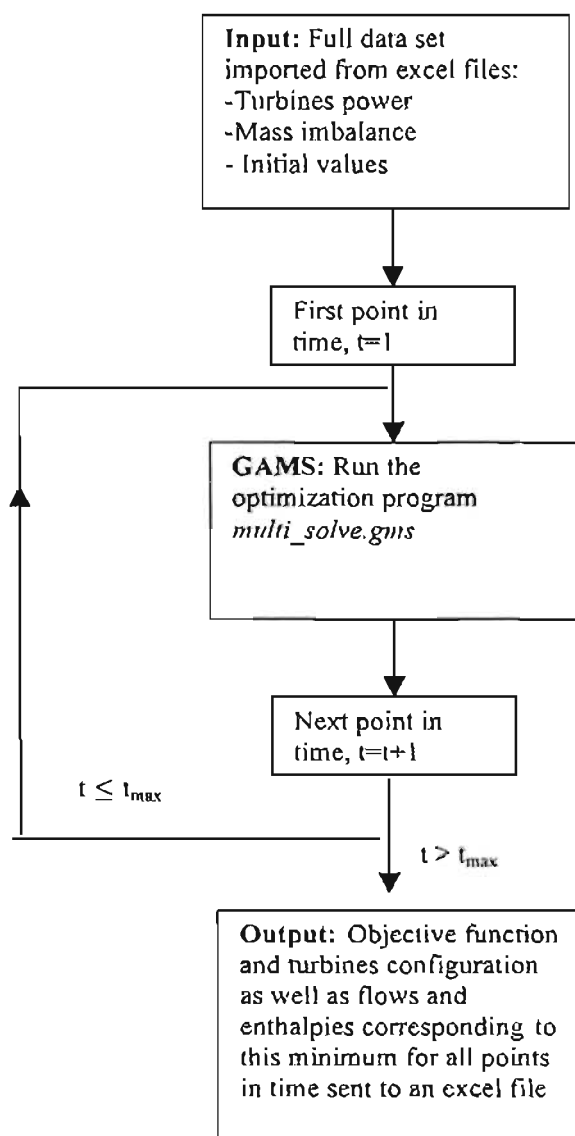 Input: Full data set
imported from excel files:
-Turbines power
-Mass imbalance
- Initial values
First point in
time, t=1
GAMS: Run the
optimization program
multi_solve.gms
Next point in
time, t=t+1
t ≤ tmax
t > tmax
Output: Objective function
and turbines configuration
as well as flows and
enthalpies corresponding to
this minimum for all points
in time sent to an excel file